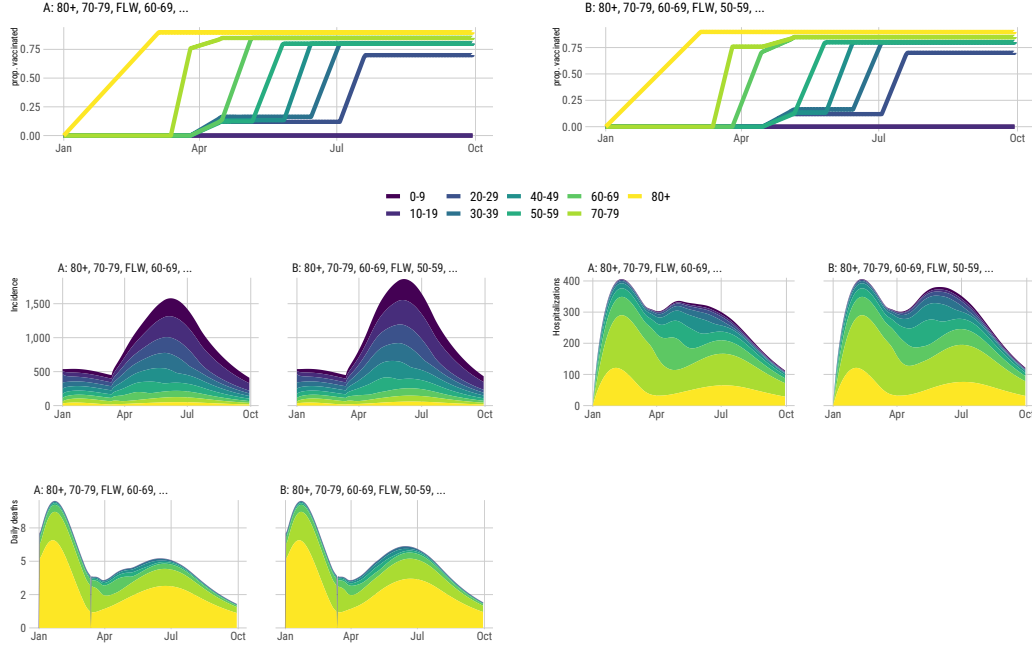 A: 80+, 70-79, FLW, 60-69, ...
B: 80+, 70-79, 60-69, FLW, 50-59, ...
prop. vaccinated
0.75
0.50
0.25
0.00
Jan Apr Jul Oct
prop. vaccinated
0.75
0.50
0.25
0.00
Jan Apr Jul Oct
0-9 20-29 40-49 60-69 80+
10-19 30-39 50-59 70-79
A: 80+, 70-79, FLW, 60-69, ...
B: 80+, 70-79, 60-69, FLW, 50-59, ...
Incidence
1,500
1,000
500
0
Jan Apr Jul Oct
Jan Apr Jul Oct
A: 80+, 70-79, FLW, 60-69, ...
B: 80+, 70-79, 60-69, FLW, 50-59, ...
Hospitalizations
400
300
200
100
0
Jan Apr Jul Oct
Jan Apr Jul Oct
A: 80+, 70-79, FLW, 60-69, ...
B: 80+, 70-79, 60-69, FLW, 50-59, ...
Daily deaths
8
5
2
0
Jan Apr Jul Oct
Jan Apr Jul Oct